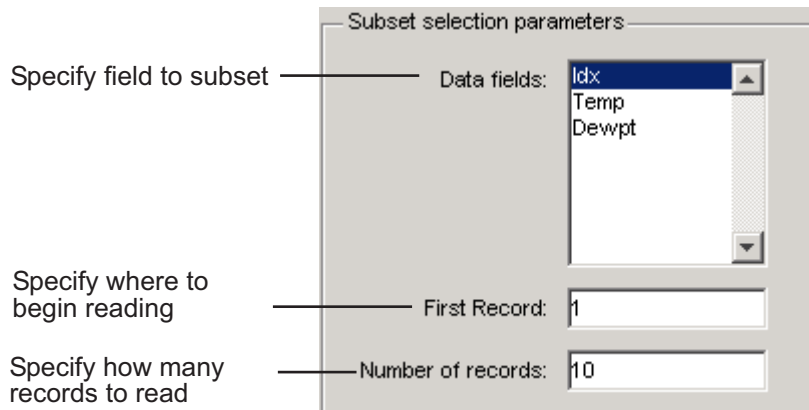 Subset selection parameters
Specify field to subset
Data fields:
Idx
Temp
Dewpt
Specify where to
begin reading
First Record:
1
Specify how many
records to read
Number of records:
10